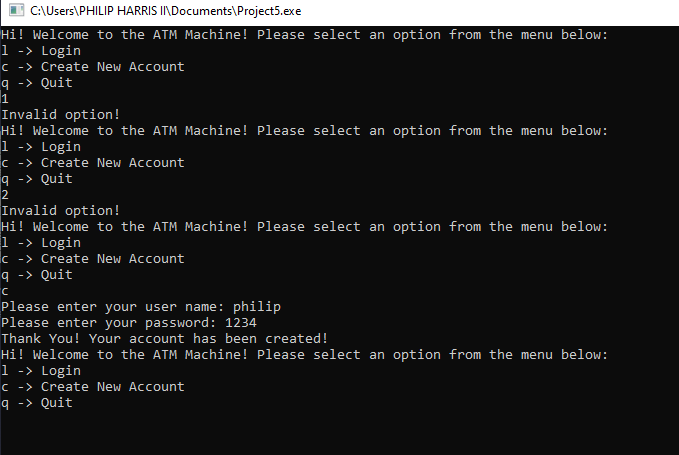 C:\Users\PHILIP HARRIS II\Documents\Project5.exe
Hi! Welcome to the ATM Machine! Please select an option from the menu below:
l -> Login
c -> Create New Account
q -> Quit
1
Invalid option!
Hi! Welcome to the ATM Machine! Please select an option from the menu below:
l -> Login
c -> Create New Account
q -> Quit
2
Invalid option!
Hi! Welcome to the ATM Machine! Please select an option from the menu below:
l -> Login
c -> Create New Account
q -> Quit
c
Please enter your user name: philip
Please enter your password: 1234
Thank You! Your account has been created!
Hi! Welcome to the ATM Machine! Please select an option from the menu below:
l -> Login
c -> Create New Account
q -> Quit